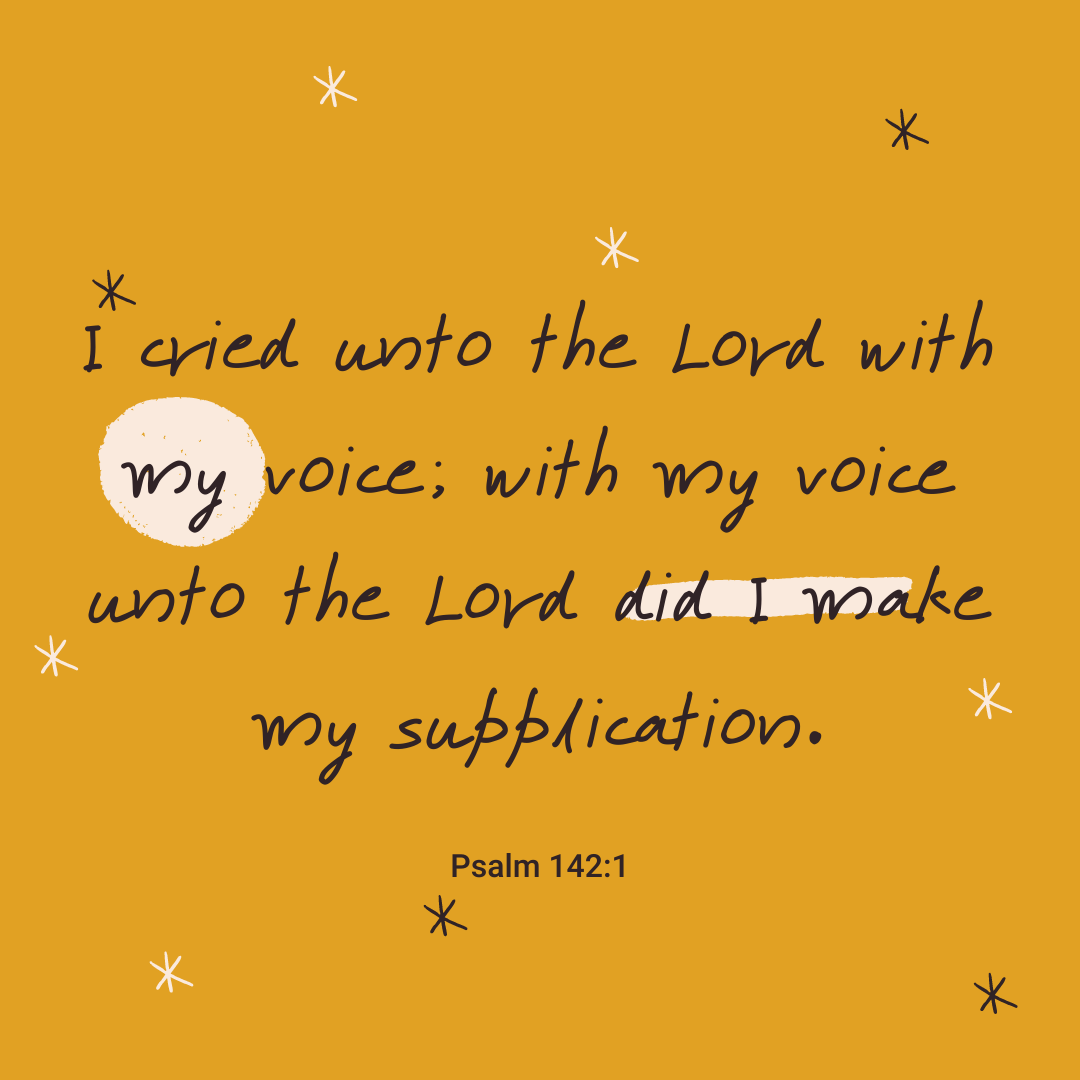 I cried unto the Lord with
my voice; with my voice
unto the Lord did I make
my supplication.
Psalm 142:1